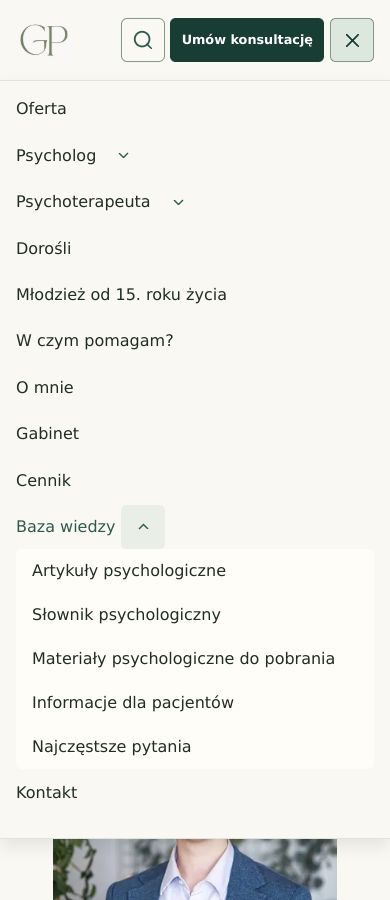 GP
Umów konsultację
Oferta
Psycholog
Psychoterapeuta
Dorośli
Młodzież od 15. roku życia
W czym pomagam?
O mnie
Gabinet
Cennik
Baza wiedzy
Artykuły psychologiczne
Słownik psychologiczny
Materiały psychologiczne do pobrania
Informacje dla pacjentów
Najczęstsze pytania
Kontakt